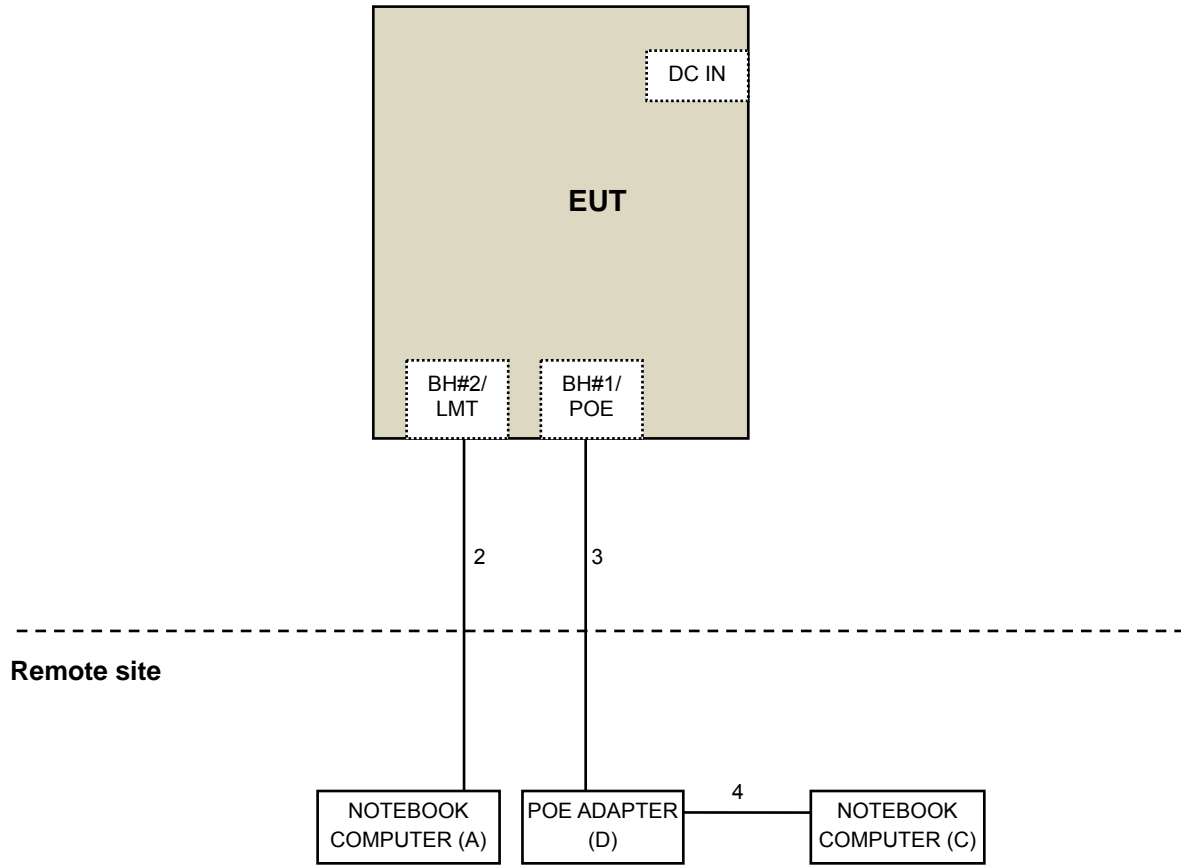 DC IN
EUT
BH#2/
LMT
BH#1/
POE
2
3
Remote site
NOTEBOOK
COMPUTER (A)
POE ADAPTER
(D)
4
NOTEBOOK
COMPUTER (C)